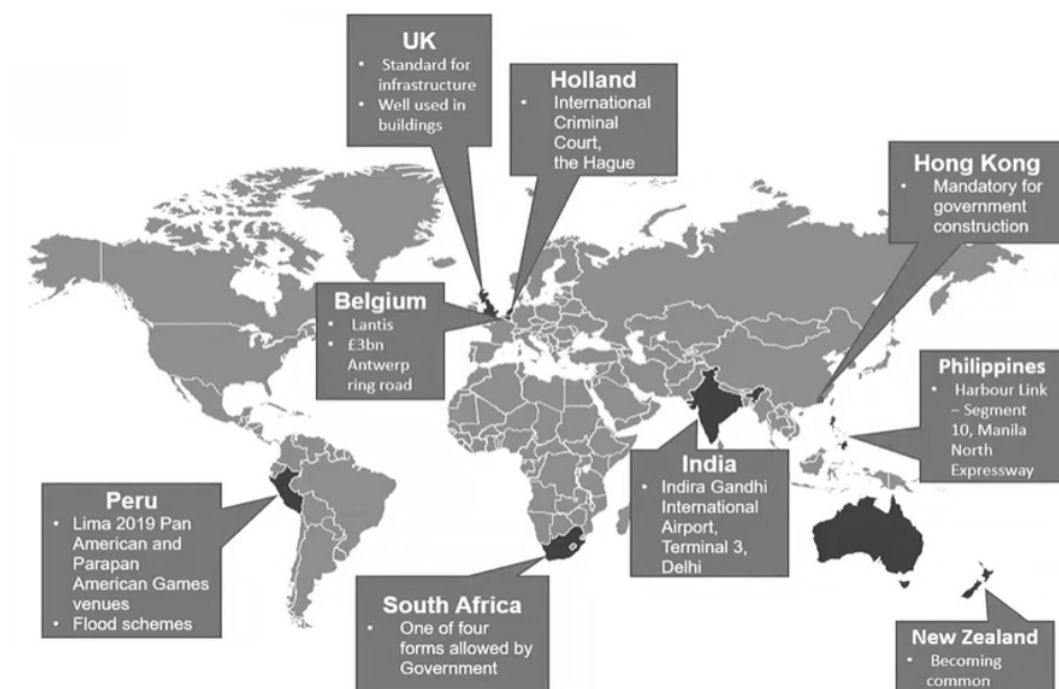 UK
• Standard for
infrastructure
• Well used in
buildings
Holland
• International
Criminal
Court,
the Hague
Hong Kong
• Mandatory for
government
construction
Belgium
• Lantis
• £3bn
Antwerp
ring road
Philippines
• Harbour Link
– Segment
10, Manila
North
Expressway
India
• Indira Gandhi
International
Airport,
Terminal 3,
Delhi
Peru
• Lima 2019 Pan
American and
Parapan
American Games
venues
• Flood schemes
South Africa
• One of four
forms allowed by
Government
New Zealand
• Becoming
common